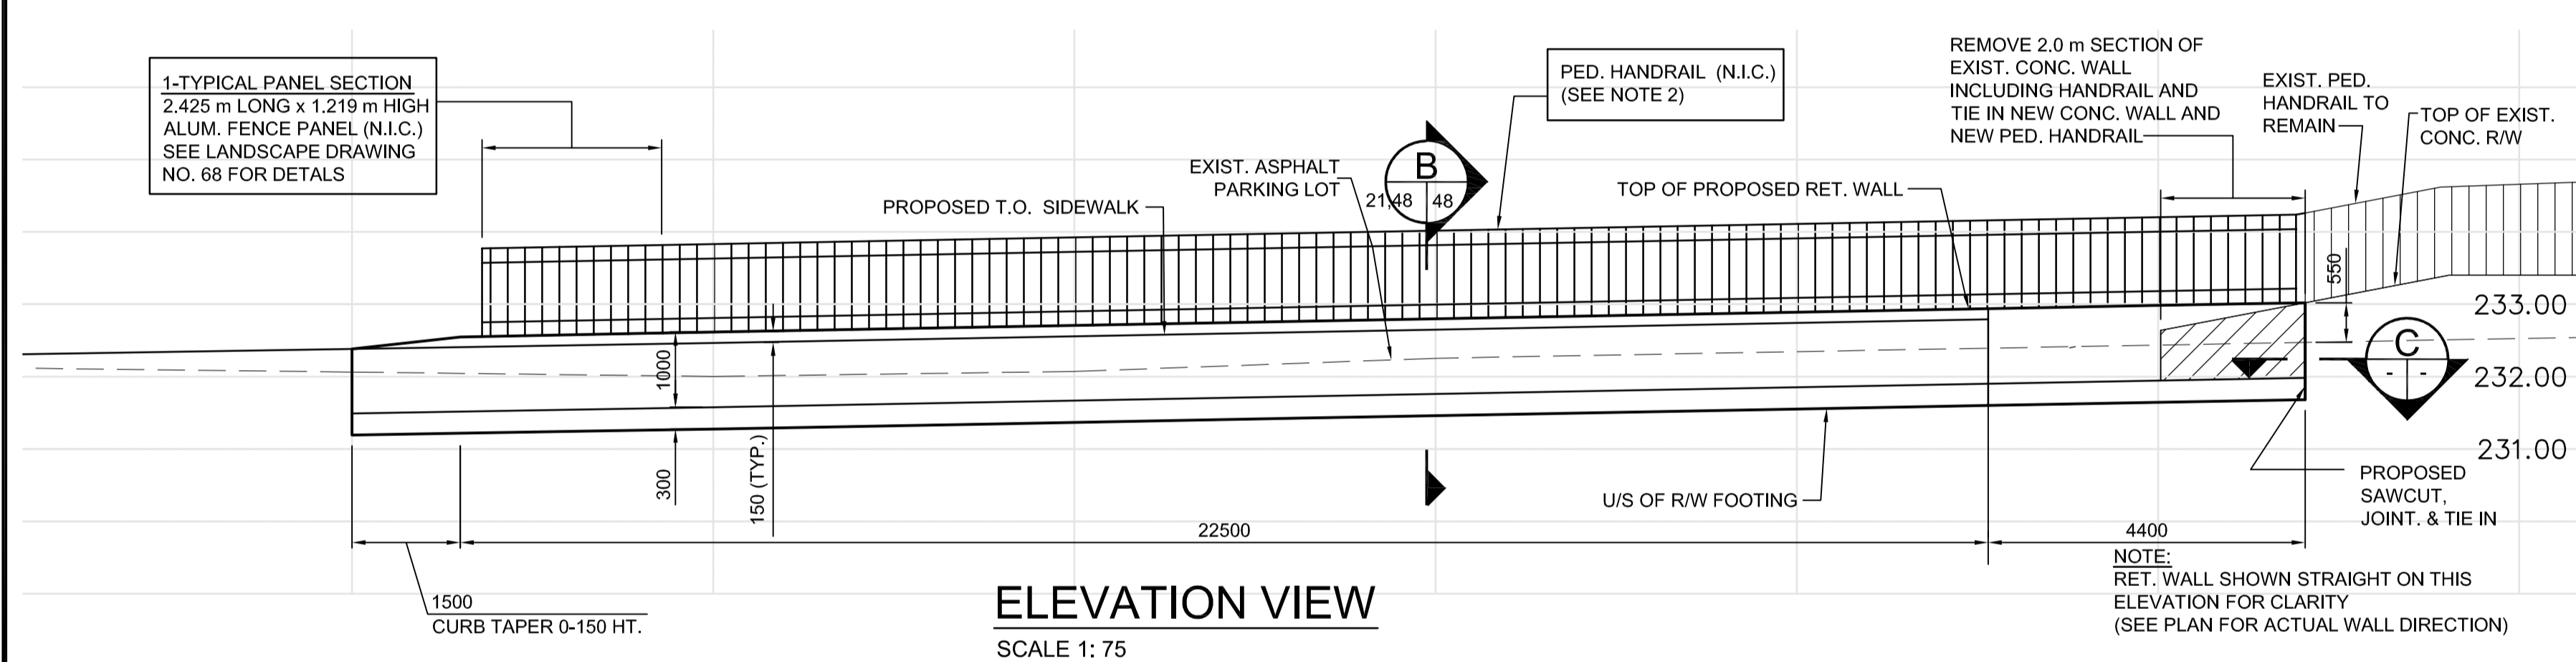 1-TYPICAL PANEL SECTION
2.425 m LONG x 1.219 m HIGH
ALUM. FENCE PANEL (N.I.C.)
SEE LANDSCAPE DRAWING
NO. 68 FOR DETALS
PROPOSED T.O. SIDEWALK
EXIST. ASPHALT
PARKING LOT
B
21,48
48
PED. HANDRAIL (N.I.C.)
(SEE NOTE 2)
TOP OF PROPOSED RET. WALL
REMOVE 2.0 m SECTION OF
EXIST. CONC. WALL
INCLUDING HANDRAIL AND
TIE IN NEW CONC. WALL AND
NEW PED. HANDRAIL
EXIST. PED.
HANDRAIL TO
REMAIN
TOP OF EXIST.
CONC. R/W
550
233.00
C
- -
232.00
231.00
1000
300
150 (TYP.)
U/S OF R/W FOOTING
PROPOSED
SAWCUT,
JOINT. & TIE IN
22500
4400
1500
CURB TAPER 0-150 HT.
ELEVATION VIEW
SCALE 1: 75
NOTE:
RET. WALL SHOWN STRAIGHT ON THIS
ELEVATION FOR CLARITY
(SEE PLAN FOR ACTUAL WALL DIRECTION)